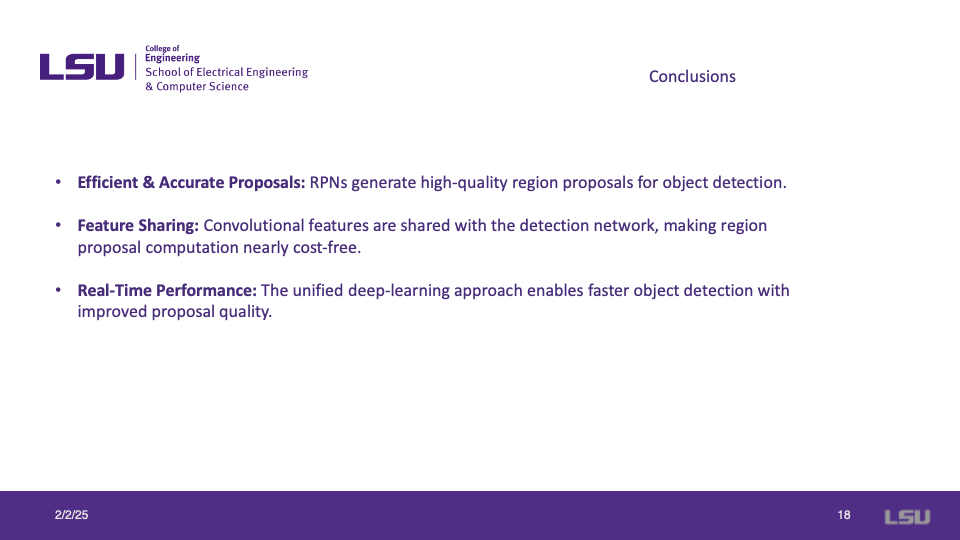 LSU
College of
Engineering
School of Electrical Engineering
& Computer Science
Conclusions
• Efficient & Accurate Proposals: RPNs generate high-quality region proposals for object detection.
• Feature Sharing: Convolutional features are shared with the detection network, making region
proposal computation nearly cost-free.
• Real-Time Performance: The unified deep-learning approach enables faster object detection with
improved proposal quality.
2/2/25
18
LSU